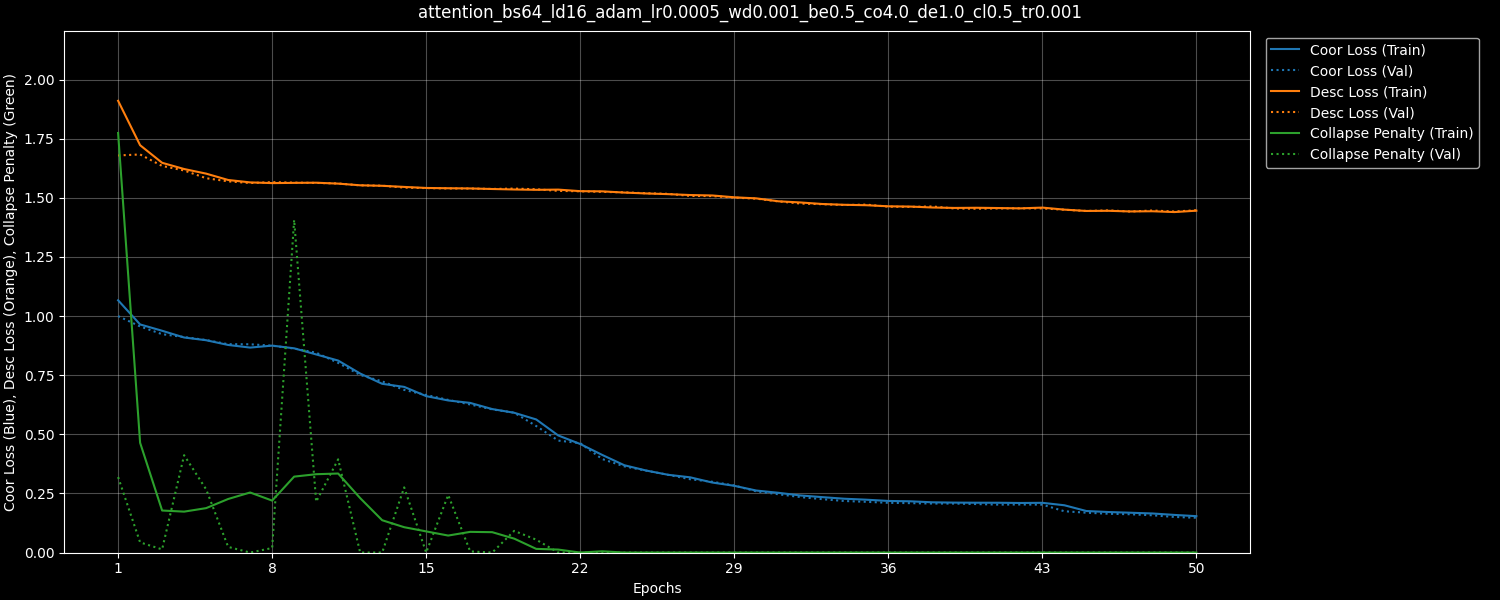 attention_bs64_ld16_adam_lr0.0005_wd0.001_be0.5_co4.0_de1.0_cl0.5_tr0.001
Coor Loss (Blue), Desc Loss (Orange), Collapse Penalty (Green)
2.00
1.75
1.50
1.25
1.00
0.75
0.50
0.25
0.00
1 8 15 22 29 36 43 50
Epochs
Coor Loss (Train)
Coor Loss (Val)
Desc Loss (Train)
Desc Loss (Val)
Collapse Penalty (Train)
Collapse Penalty (Val)